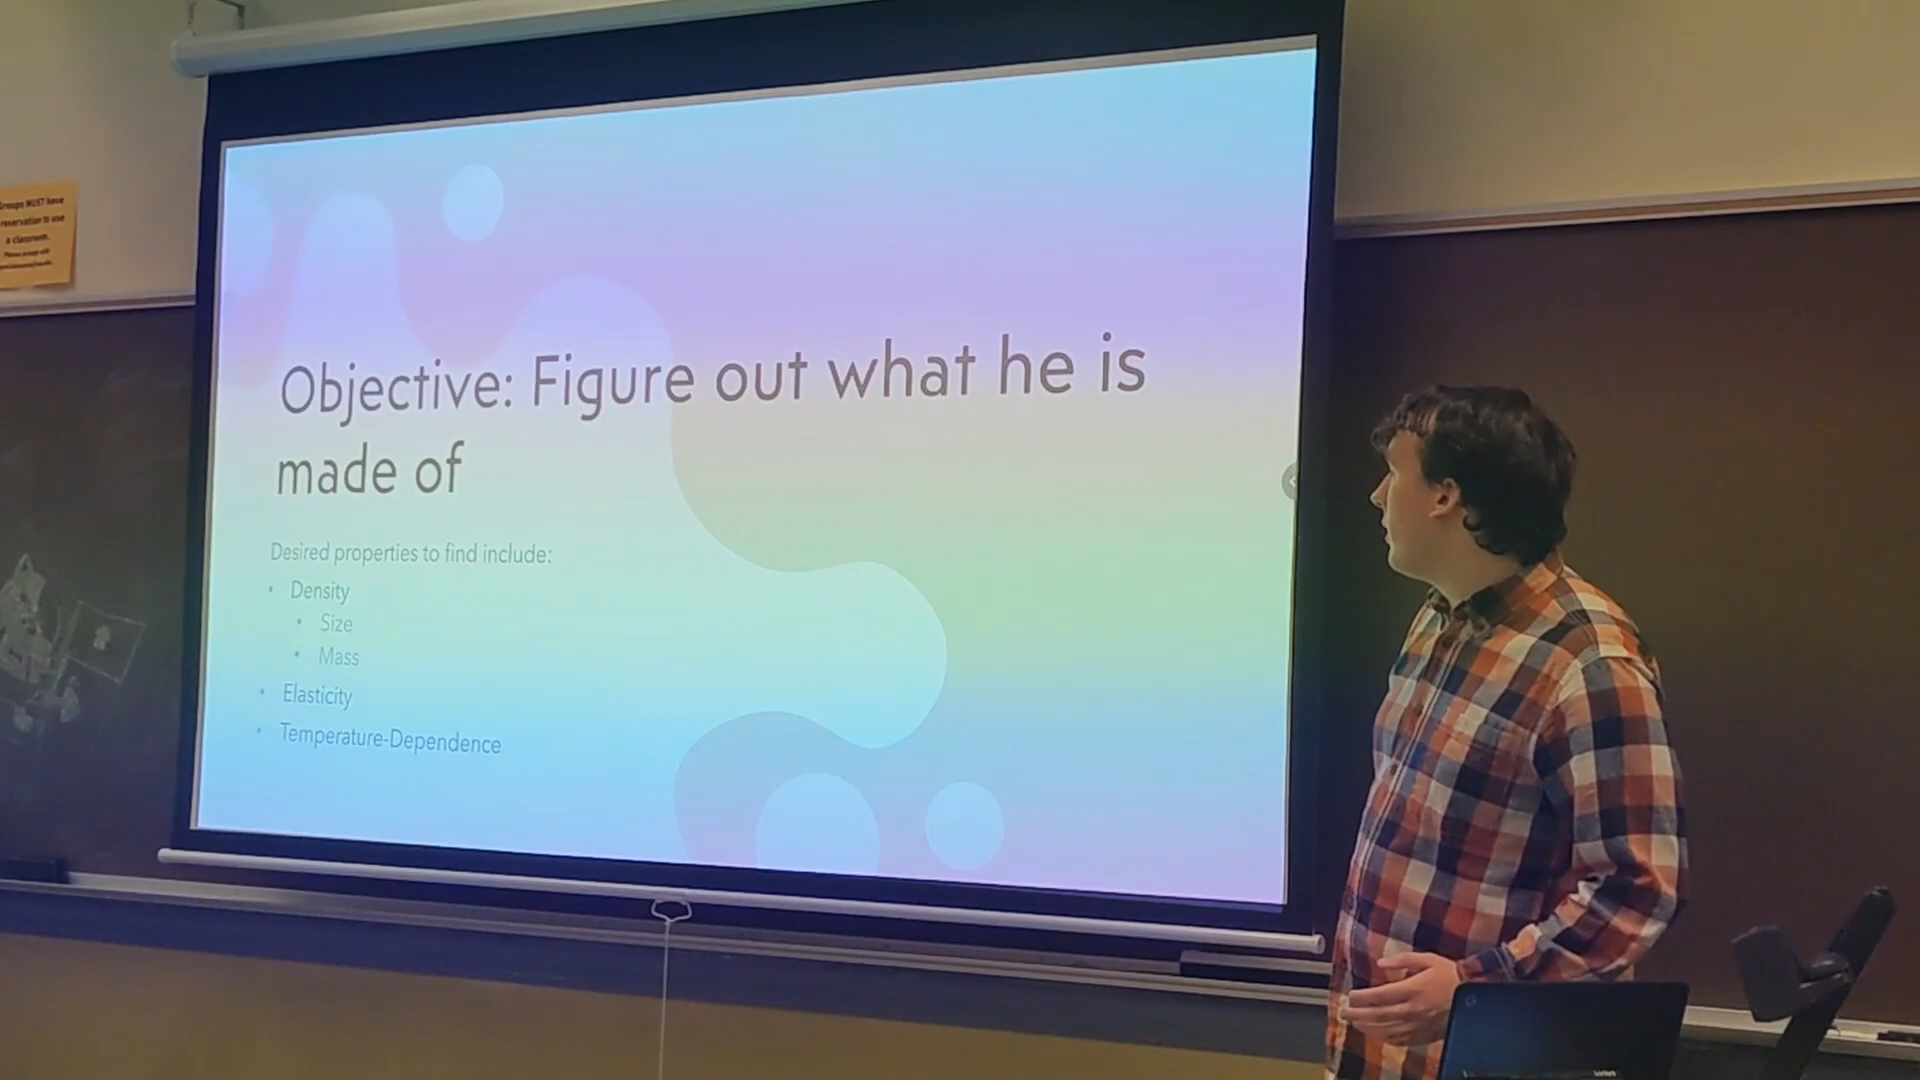 Groups MUST have
reservation to use
a classroom.
Objective: Figure out what he is
made of
Desired properties to find include:
• Density
• Size
• Mass
• Elasticity
• Temperature-Dependence